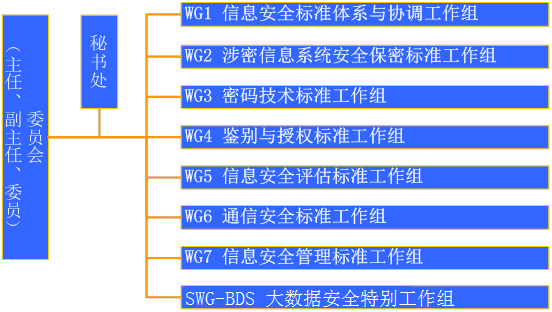 委员会
（主任、副主任、委员）
秘书处
WG1 信息安全标准体系与协调工作组
WG2 涉密信息系统安全保密标准工作组
WG3 密码技术标准工作组
WG4 鉴别与授权标准工作组
WG5 信息安全评估标准工作组
WG6 通信安全标准工作组
WG7 信息安全管理标准工作组
SWG-BDS 大数据安全特别工作组